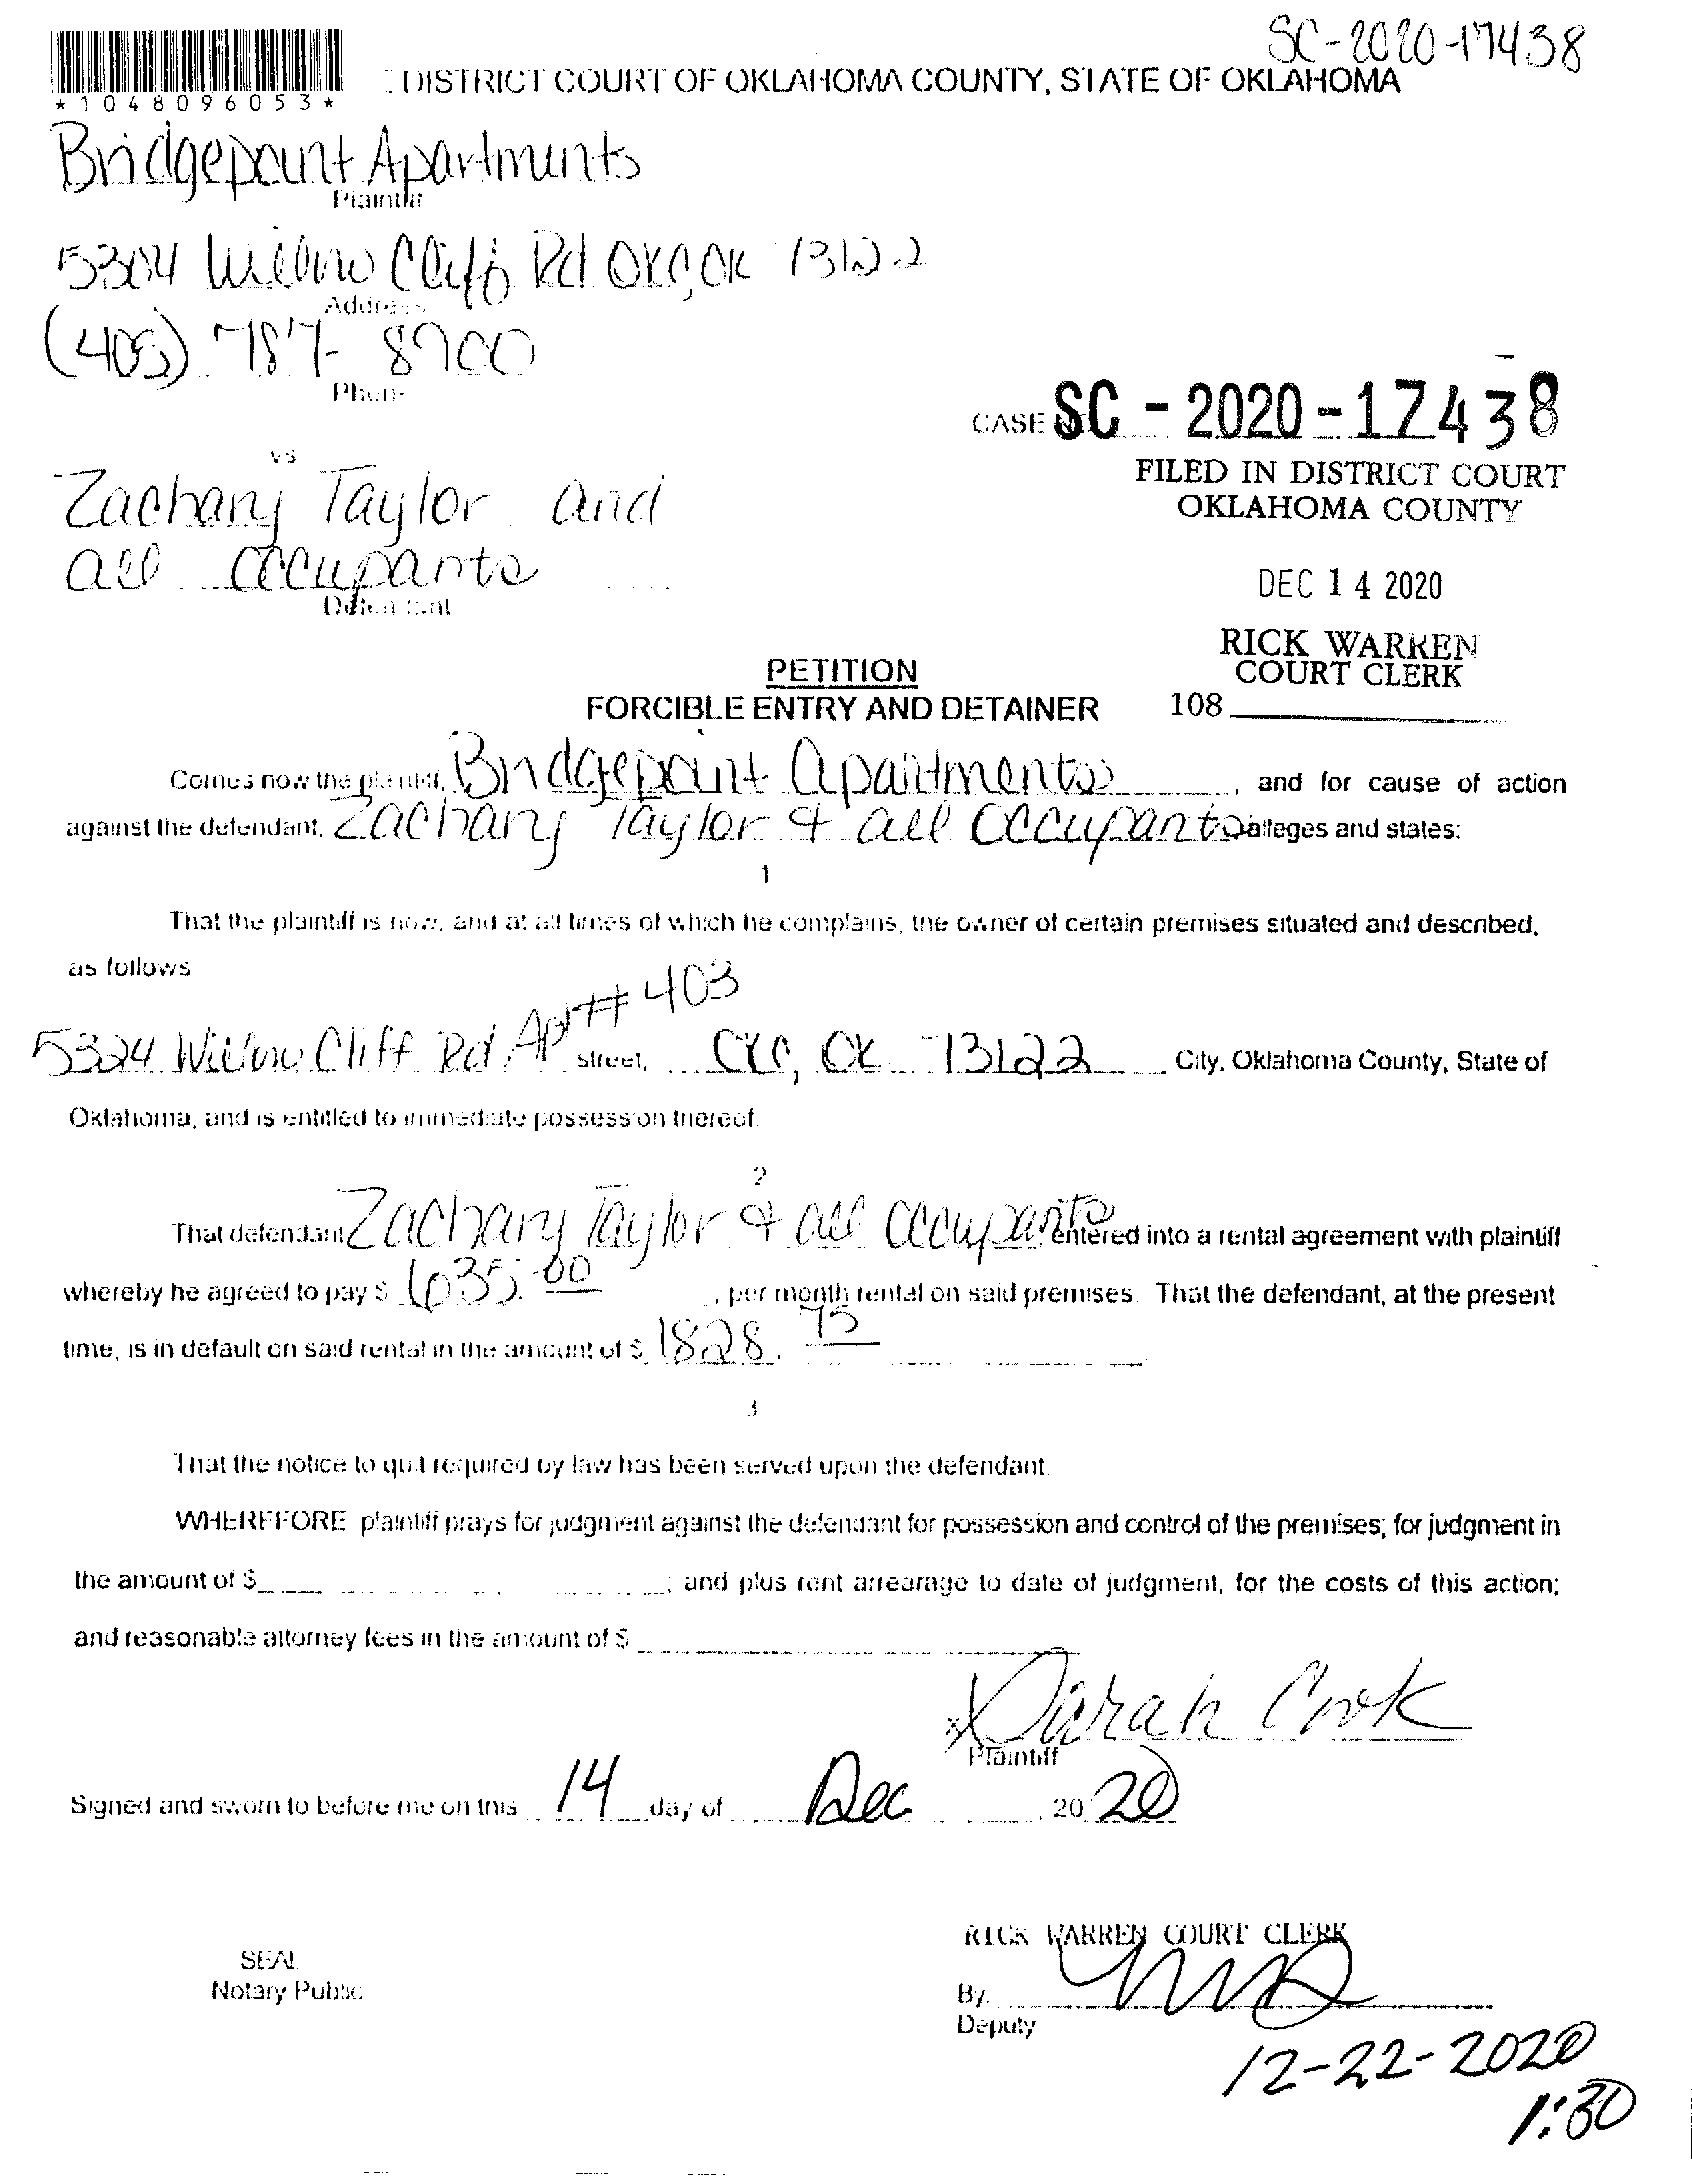 SC-2020-17438
*1048096053*
DISTRICT COURT OF OKLAHOMA COUNTY, STATE OF OKLAHOMA
Bridgepoint Apartments
Plaintiff
5304 Willow Cliff Rd OKC, OK 73122
Address
(405) 787-8900
Phone
CASE SC-2020-17438
FILED IN DISTRICT COURT
OKLAHOMA COUNTY
vs
Zachary Taylor and
all occupants
Defendant
DEC 14 2020
RICK WARREN
COURT CLERK
108
PETITION
FORCIBLE ENTRY AND DETAINER
Comes now the plaintiff, Bridgepoint Apartments, and for cause of action
against the defendant, Zachary Taylor & all Occupants alleges and states:
1
That the plaintiff is now, and at all times of which he complains, the owner of certain premises situated and described,
as follows
5324 Willow Cliff Rd Apt # 403 street, OKC, OK 73122 City, Oklahoma County, State of
Oklahoma, and is entitled to immediate possession thereof.
2
That defendant Zachary Taylor & all occupants entered into a rental agreement with plaintiff
whereby he agreed to pay $ 635.00, per month rental on said premises. That the defendant, at the present
time, is in default on said rental in the amount of $ 1828.75
3
That the notice to quit required by law has been served upon the defendant.
WHEREFORE plaintiff prays for judgment against the defendant for possession and control of the premises; for judgment in
the amount of $ ; and plus rent arrearage to date of judgment, for the costs of this action;
and reasonable attorney fees in the amount of $
x Sarah Cook
Plaintiff
Signed and sworn to before me on this 14 day of Dec, 2020
RICK WARREN COURT CLERK
SEAL
Notary Public
By
Deputy
12-22-2020
1:30